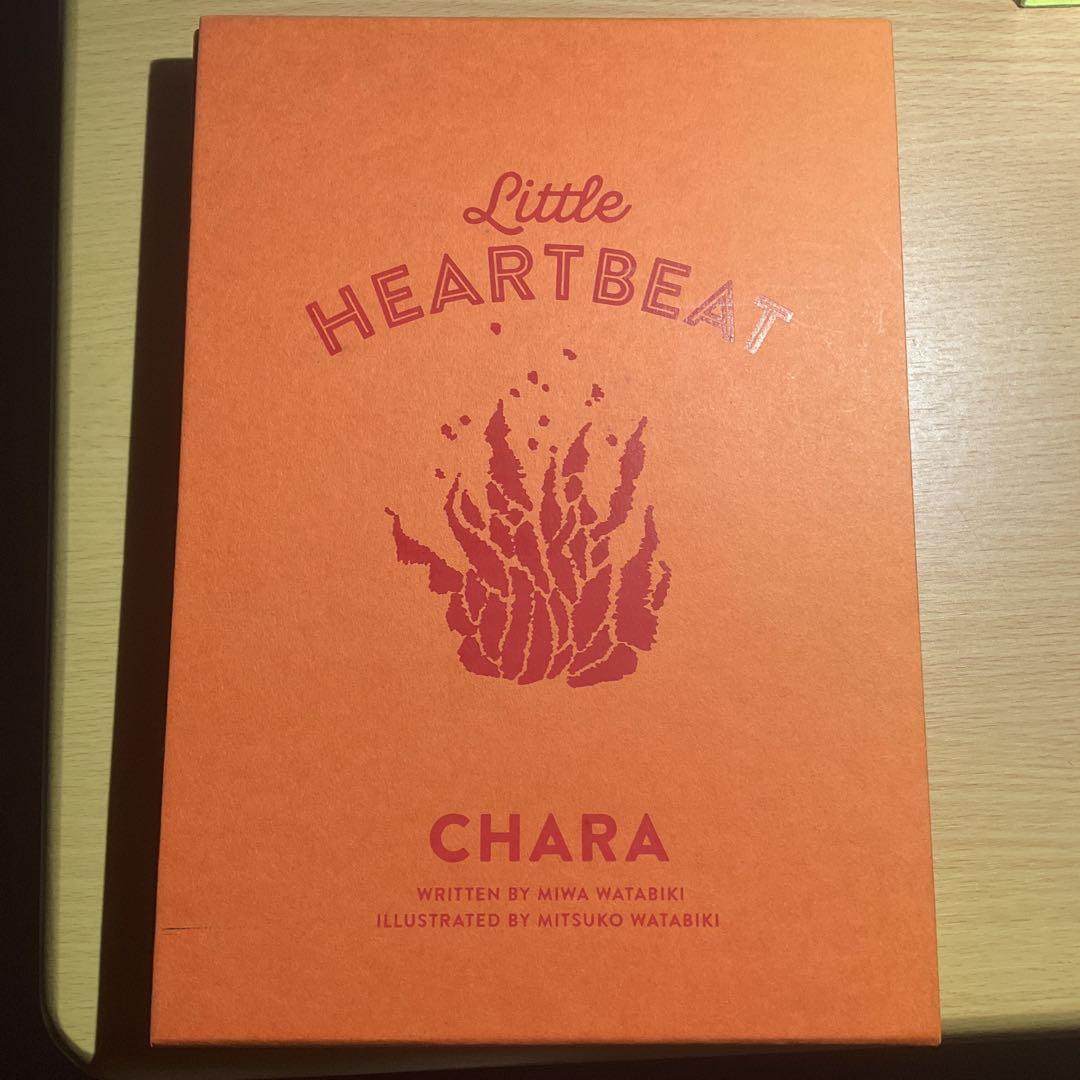 Little
HEARTBEAT
CHARA
WRITTEN BY MIWA WATABIKI
ILLUSTRATED BY MITSUKO WATABIKI